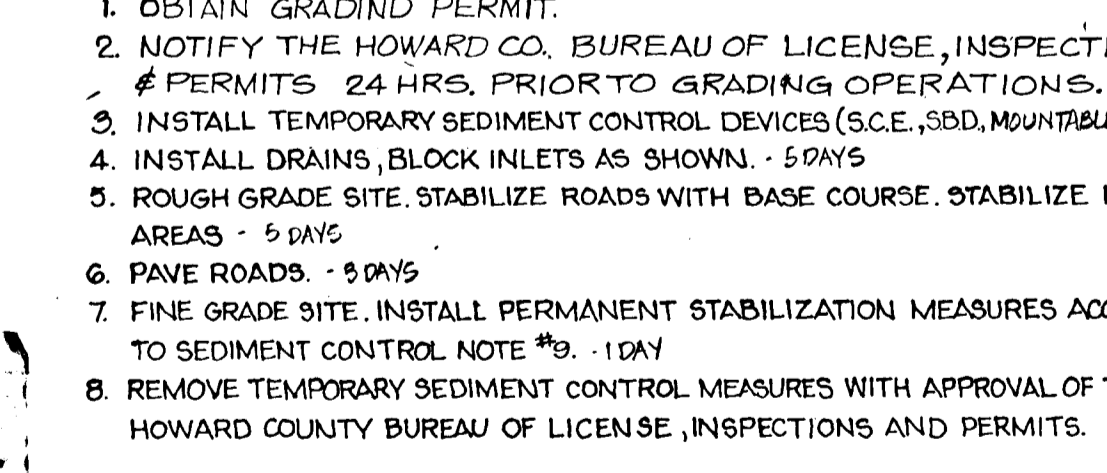 1. OBTAIN GRADIND PERMIT.
2. NOTIFY THE HOWARD CO. BUREAU OF LICENSE, INSPECTI
& PERMITS 24 HRS. PRIOR TO GRADING OPERATIONS.
3. INSTALL TEMPORARY SEDIMENT CONTROL DEVICES (S.C.E., S.B.D., MOUNTABL
4. INSTALL DRAINS, BLOCK INLETS AS SHOWN. - 5 DAYS
5. ROUGH GRADE SITE. STABILIZE ROADS WITH BASE COURSE. STABILIZE
AREAS - 5 DAYS
6. PAVE ROADS. - 3 DAYS
7. FINE GRADE SITE. INSTALL PERMANENT STABILIZATION MEASURES ACC
TO SEDIMENT CONTROL NOTE #9. - 1 DAY
8. REMOVE TEMPORARY SEDIMENT CONTROL MEASURES WITH APPROVAL OF
HOWARD COUNTY BUREAU OF LICENSE, INSPECTIONS AND PERMITS.